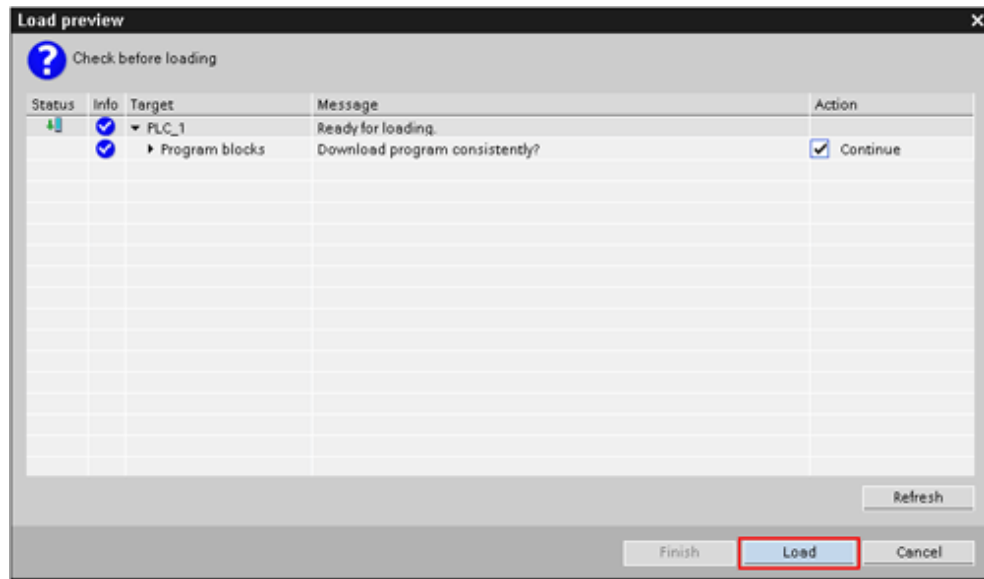 Load preview
Check before loading
Status Info Target Message Action
PLC_1 Ready for loading.
Program blocks Download program consistently? Continue
Refresh
Finish Load Cancel